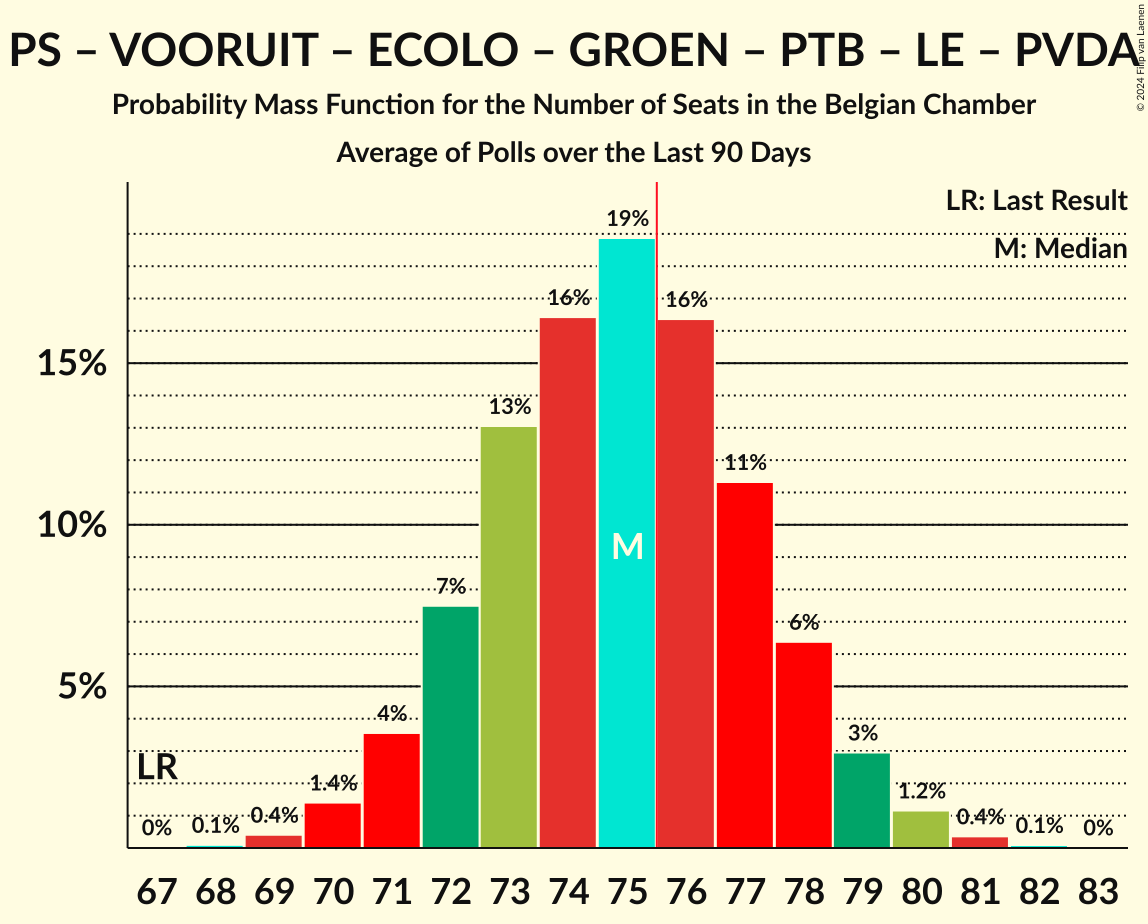 PS – VOORUIT – ECOLO – GROEN – PTB – LE – PVDA
© 2024 Filip van Laenen
Probability Mass Function for the Number of Seats in the Belgian Chamber
Average of Polls over the Last 90 Days
LR: Last Result
M: Median
15%
10%
5%
LR
0%
0.1%
0.4%
1.4%
4%
7%
13%
16%
19%
16%
11%
6%
3%
1.2%
0.4%
0.1%
0%
M
67 68 69 70 71 72 73 74 75 76 77 78 79 80 81 82 83